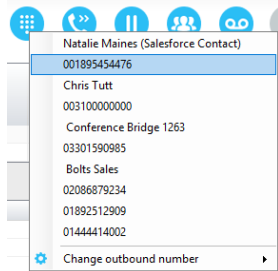 Natalie Maines (Salesforce Contact)
001895454476
Chris Tutt
003100000000
Conference Bridge 1263
03301590985
Bolts Sales
02086879234
01892512909
01444414002
Change outbound number